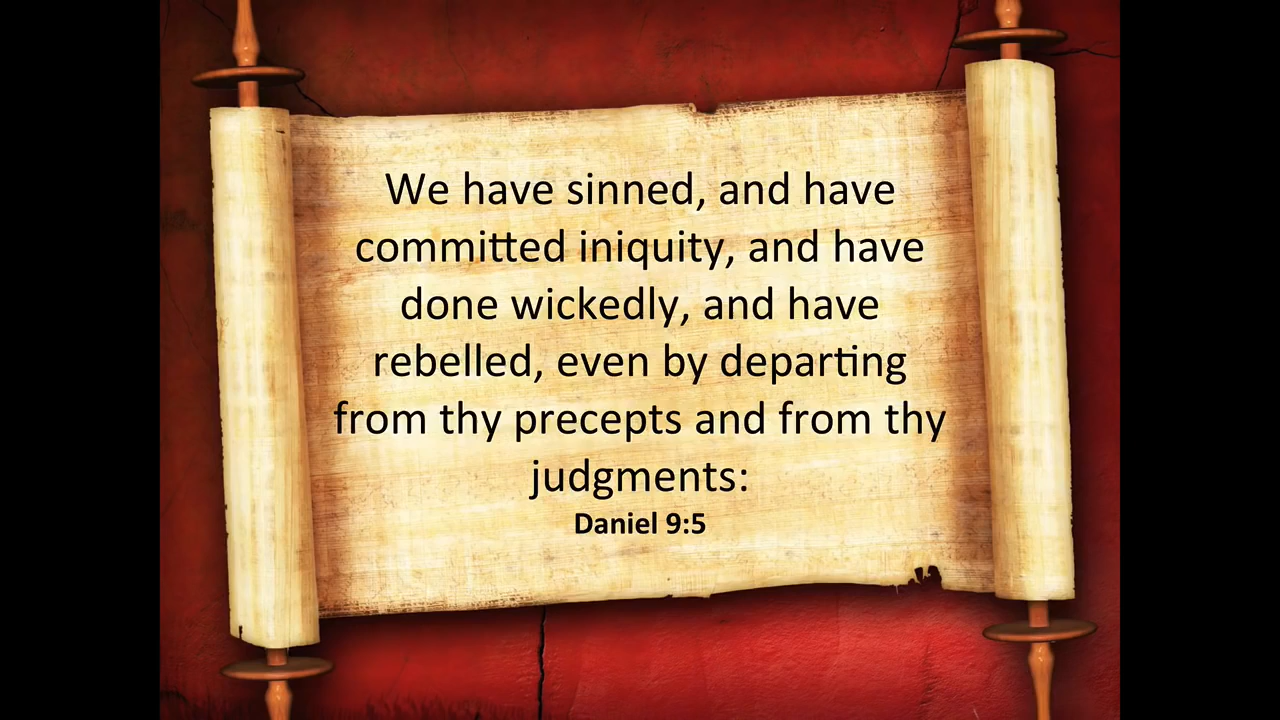 We have sinned, and have
committed iniquity, and have
done wickedly, and have
rebelled, even by departing
from thy precepts and from thy
judgments:
Daniel 9:5